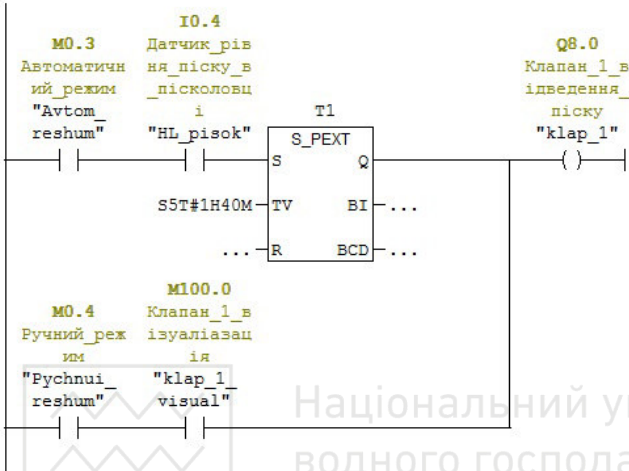 I0.4
M0.3
Датчик_рів
Q8.0
Автоматичн
ня_піску_в
Клапан_1_в
ий_режим
_пісколовц
ідведення_
"Avtom_
і
T1
піску
reshum"
"HL_pisok"
S_PEXT
"klap_1"
S
Q
S5T#1H40M
TV
BI
...
...
R
BCD
...
M100.0
M0.4
Клапан_1_в
Ручний_реж
ізуаліазац
им
ія
"Pychnui_
"klap_1_
reshum"
visual"
Національний у
водного господа